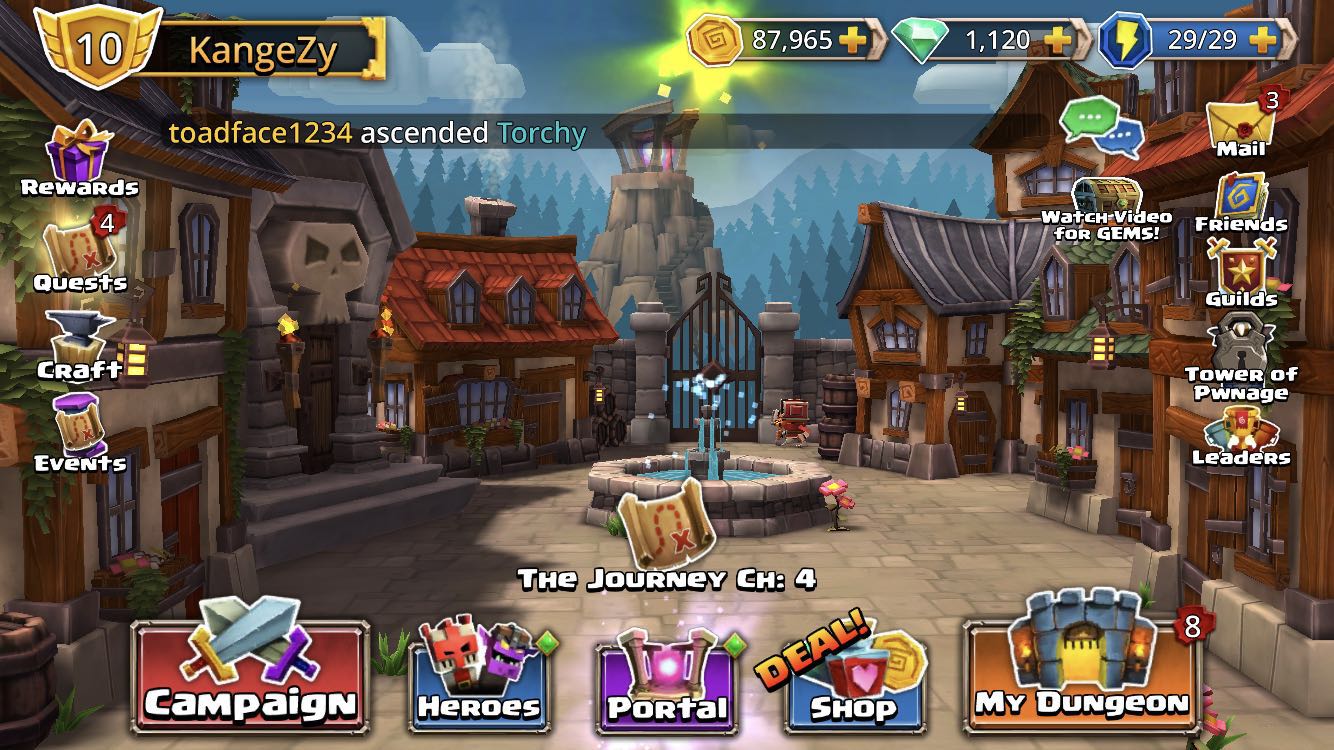 10
KangeZy
87,965
1,120
29/29
toadface1234 ascended Torchy
3
Mail
Rewards
Watch Video
for GEMS!
Friends
4
Quests
Guilds
Craft
Tower of
Pwnage
Events
Leaders
The Journey Ch: 4
DEAL!
8
Campaign
Heroes
Portal
Shop
My Dungeon